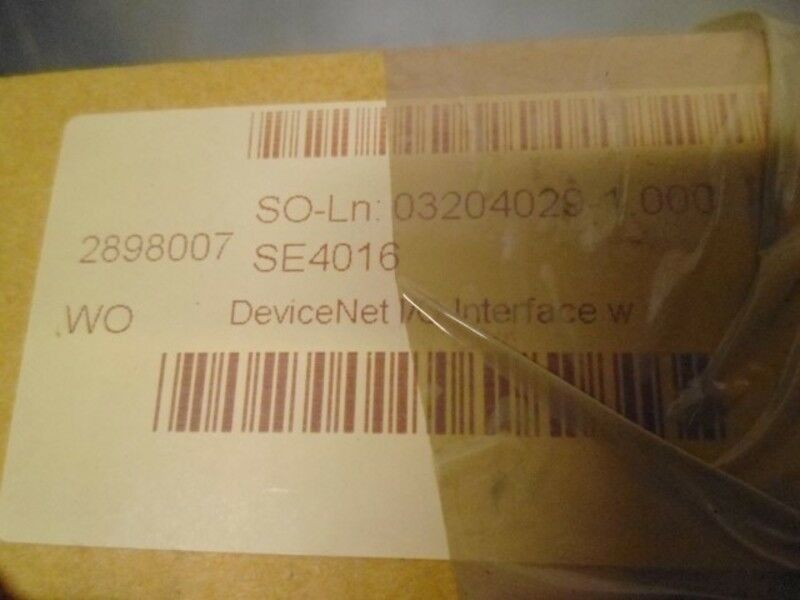 SO-Ln: 03204029-1.000
2898007 SE4016
WO DeviceNet I/O Interface w